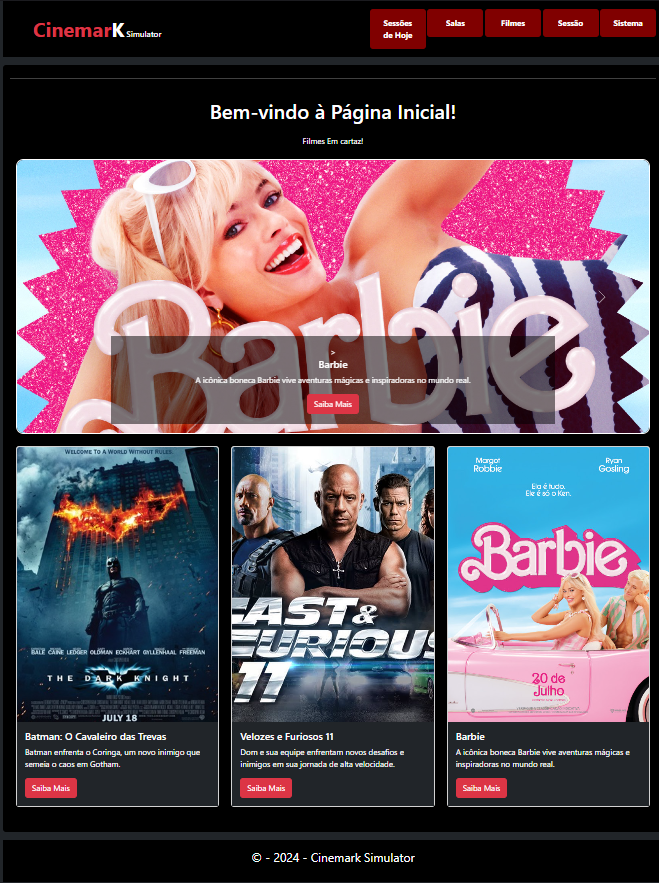 CinemarK Simulator
Sessões
de Hoje
Salas
Filmes
Sessão
Sistema
Bem-vindo à Página Inicial!
Filmes Em cartaz!
Barbie
>
Barbie
A icônica boneca Barbie vive aventuras mágicas e inspiradoras no mundo real.
Saiba Mais
WELCOME TO A WORLD WITHOUT RULES.
BALE CAINE LEDGER OLDMAN ECKHART GYLLENHAAL FREEMAN
THE DARK KNIGHT
JULY 18
Batman: O Cavaleiro das Trevas
Batman enfrenta o Coringa, um novo inimigo que
semeia o caos em Gotham.
Saiba Mais
FAST &
FURIOUS
11
Velozes e Furiosos 11
Dom e sua equipe enfrentam novos desafios e
inimigos em sua jornada de alta velocidade.
Saiba Mais
Margot
Robbie
Ryan
Gosling
Ela é tudo.
Ele é só o Ken.
Barbie
20 de
Julho
Barbie
A icônica boneca Barbie vive aventuras mágicas e
inspiradoras no mundo real.
Saiba Mais
© - 2024 - Cinemark Simulator